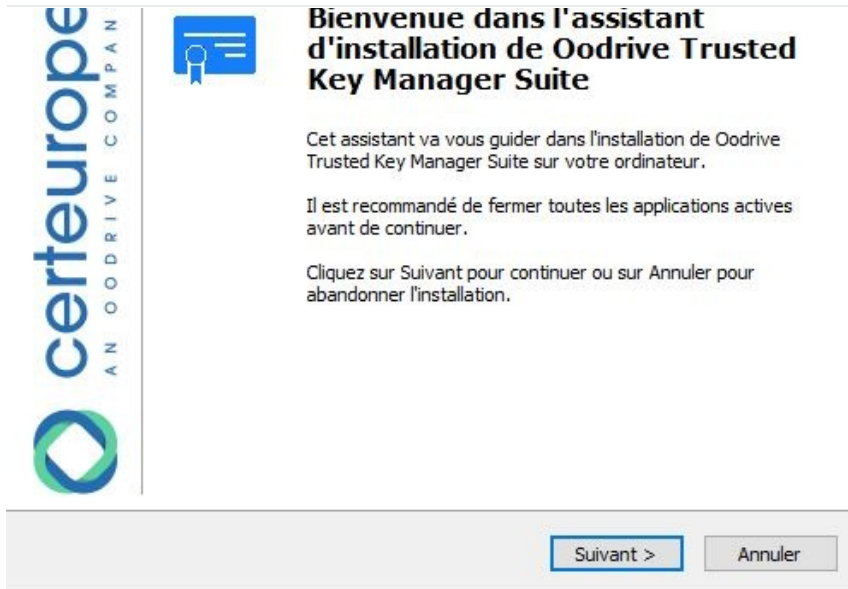 certeurope
AN OODRIVE COMPAN
Bienvenue dans l'assistant
d'installation de Oodrive Trusted
Key Manager Suite
Cet assistant va vous guider dans l'installation de Oodrive
Trusted Key Manager Suite sur votre ordinateur.
Il est recommandé de fermer toutes les applications actives
avant de continuer.
Cliquez sur Suivant pour continuer ou sur Annuler pour
abandonner l'installation.
Suivant >
Annuler